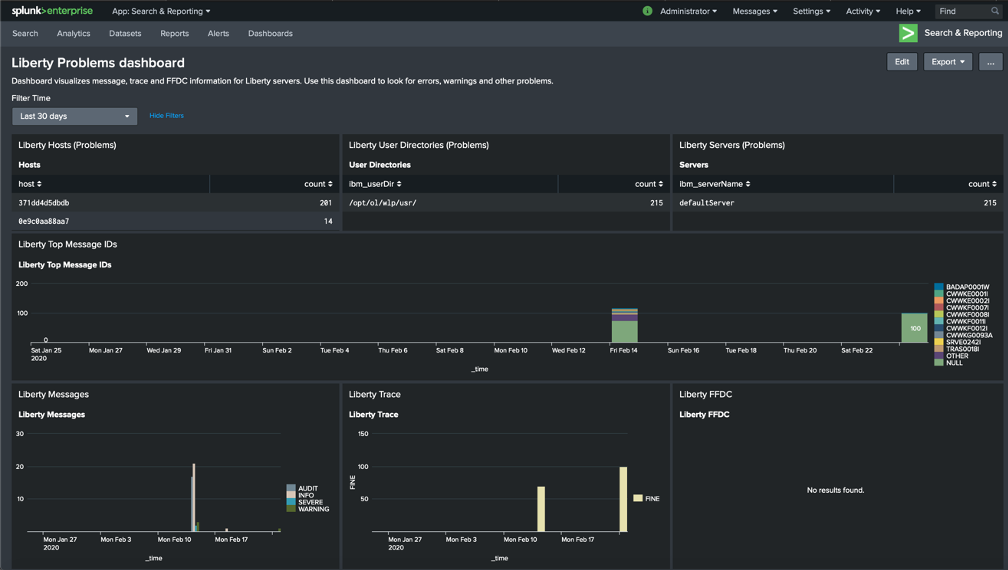 splunk>enterprise App: Search & Reporting ▾ i Administrator ▾ Messages ▾ Settings ▾ Activity ▾ Help ▾ Find
Search Analytics Datasets Reports Alerts Dashboards > Search & Reporting
Liberty Problems dashboard
Edit Export ▾ ...
Dashboard visualizes message, trace and FFDC information for Liberty servers. Use this dashboard to look for errors, warnings and other problems.
Filter Time
Last 30 days Hide Filters
Liberty Hosts (Problems)
Hosts
host count
371dd4d5dbdb 201
0e9c0aa88aa7 14
Liberty User Directories (Problems)
User Directories
ibm_userDir count
/opt/ol/wlp/usr/ 215
Liberty Servers (Problems)
Servers
ibm_serverName count
defaultServer 215
Liberty Top Message IDs
Liberty Top Message IDs
200
100
0
100
Sat Jan 25 Mon Jan 27 Wed Jan 29 Fri Jan 31 Sun Feb 2 Tue Feb 4 Thu Feb 6 Sat Feb 8 Mon Feb 10 Wed Feb 12 Fri Feb 14 Sun Feb 16 Tue Feb 18 Thu Feb 20 Sat Feb 22
2020
_time
BADAP0001W
CWWKE0001I
CWWKE0002I
CWWKF0007I
CWWKF0008I
CWWKF0011I
CWWKF0012I
CWWKG0093A
SRVE0242I
TRAS0018I
OTHER
NULL
Liberty Messages
Liberty Messages
30
20
10
Mon Jan 27 Mon Feb 3 Mon Feb 10 Mon Feb 17
2020
_time
AUDIT
INFO
SEVERE
WARNING
Liberty Trace
Liberty Trace
150
100
50
FINE
Mon Jan 27 Mon Feb 3 Mon Feb 10 Mon Feb 17
2020
_time
FINE
Liberty FFDC
Liberty FFDC
No results found.